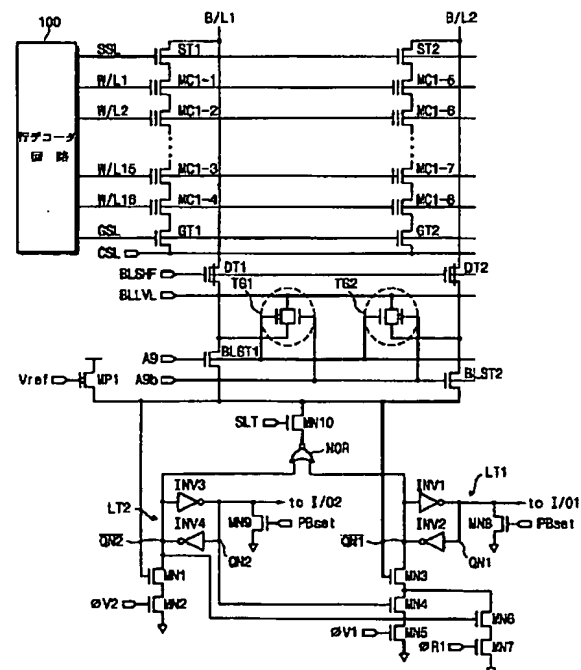 B/L1 B/L2
100
SSL ST1 ST2
W/L1 MC1-1 MC1-5
W/L2 MC1-2 MC1-6
行デコーダ
回路
W/L15 MC1-3 MC1-7
W/L16 MC1-4 MC1-8
GSL GT1 GT2
CSL
BLSHF DT1 DT2
BLLVL TG1 TG2
A9 BLST1
A9b BLST2
Vref MP1
SLT MN10
NOR
LT2 INV3 to I/O2 INV1 LT1 to I/O1
INV4 MN9 PBset INV2 MN8 PBset
QN2 QN2 QN1 QN1
MN1 MN3
ØV2 MN2 MN4 MN6
ØV1 MN5 ØR1 MN7